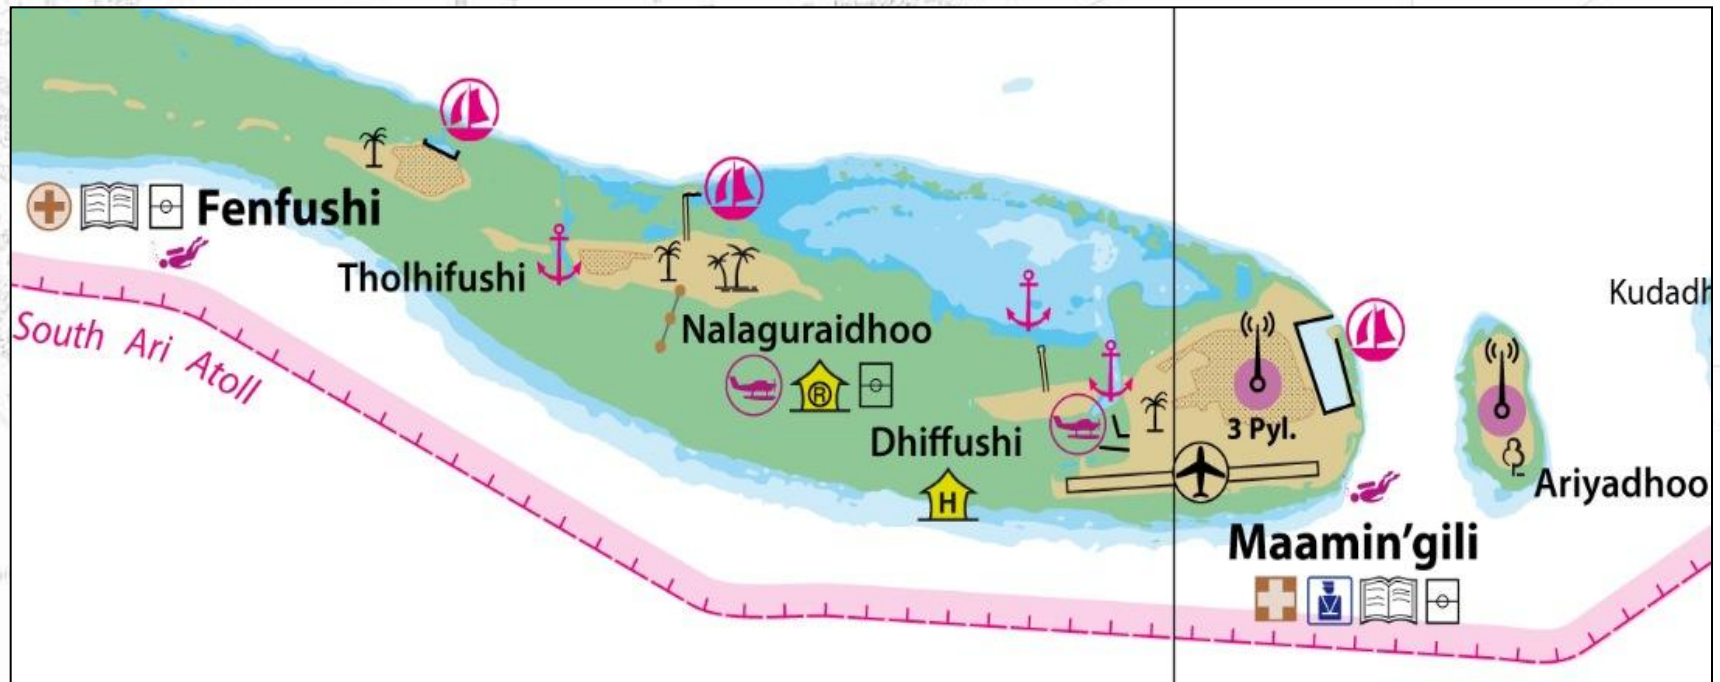 Fenfushi
Tholhifushi
South Ari Atoll
Nalaguraidhoo
R
Dhiffushi
H
3 Pyl.
Maamin'gili
Ariyadhoo
Kudadh